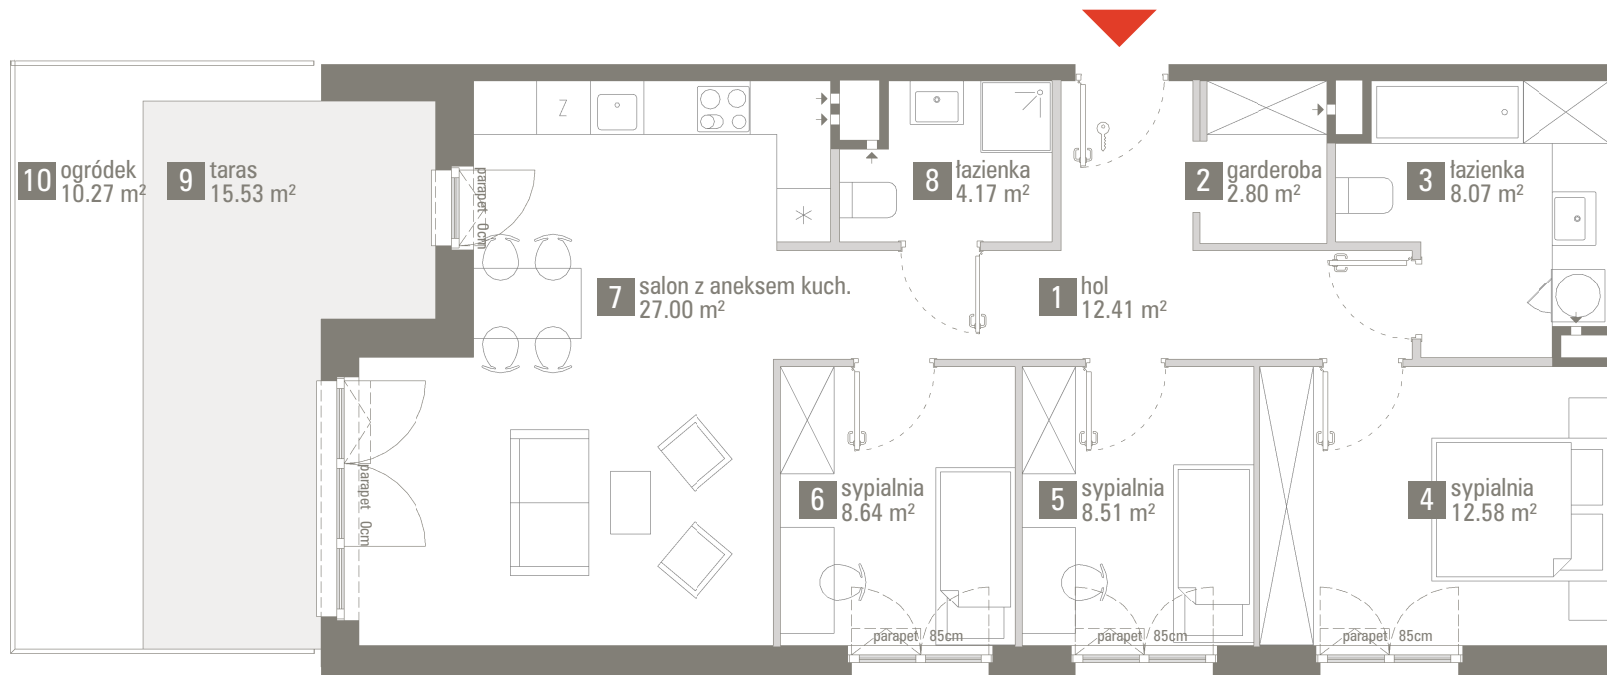 10 ogródek
10.27 m²
9 taras
15.53 m²
Z
parapet 0cm
8 łazienka
4.17 m²
2 garderoba
2.80 m²
3 łazienka
8.07 m²
7 salon z aneksem kuch.
27.00 m²
1 hol
12.41 m²
parapet 0cm
6 sypialnia
8.64 m²
5 sypialnia
8.51 m²
4 sypialnia
12.58 m²
parapet 85cm
parapet 85cm
parapet 85cm